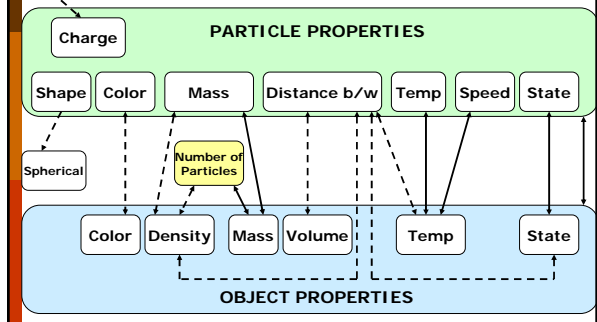 PARTICLE PROPERTIES
Charge
Shape
Color
Mass
Distance b/w
Temp
Speed
State
Number of
Particles
Spherical
Color
Density
Mass
Volume
Temp
State
OBJECT PROPERTIES